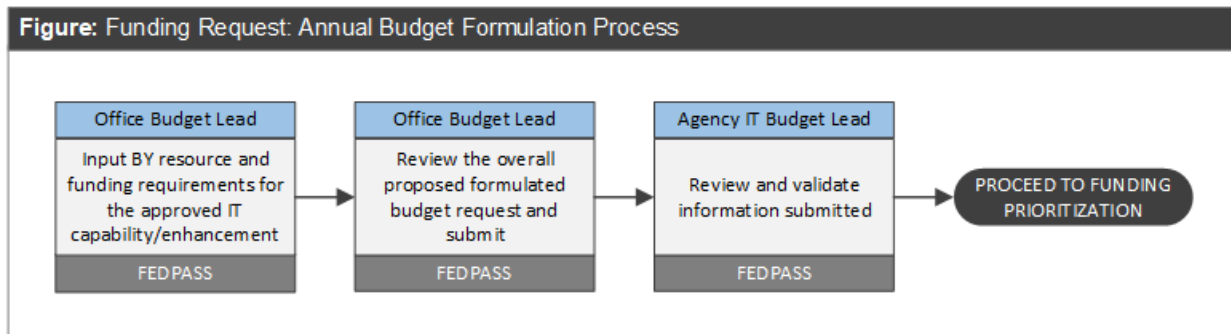 Figure: Funding Request: Annual Budget Formulation Process
Office Budget Lead
Input BY resource and
funding requirements for
the approved IT
capability/enhancement
FEDPASS
Office Budget Lead
Review the overall
proposed formulated
budget request and
submit
FEDPASS
Agency IT Budget Lead
Review and validate
information submitted
FEDPASS
PROCEED TO FUNDING
PRIORITIZATION